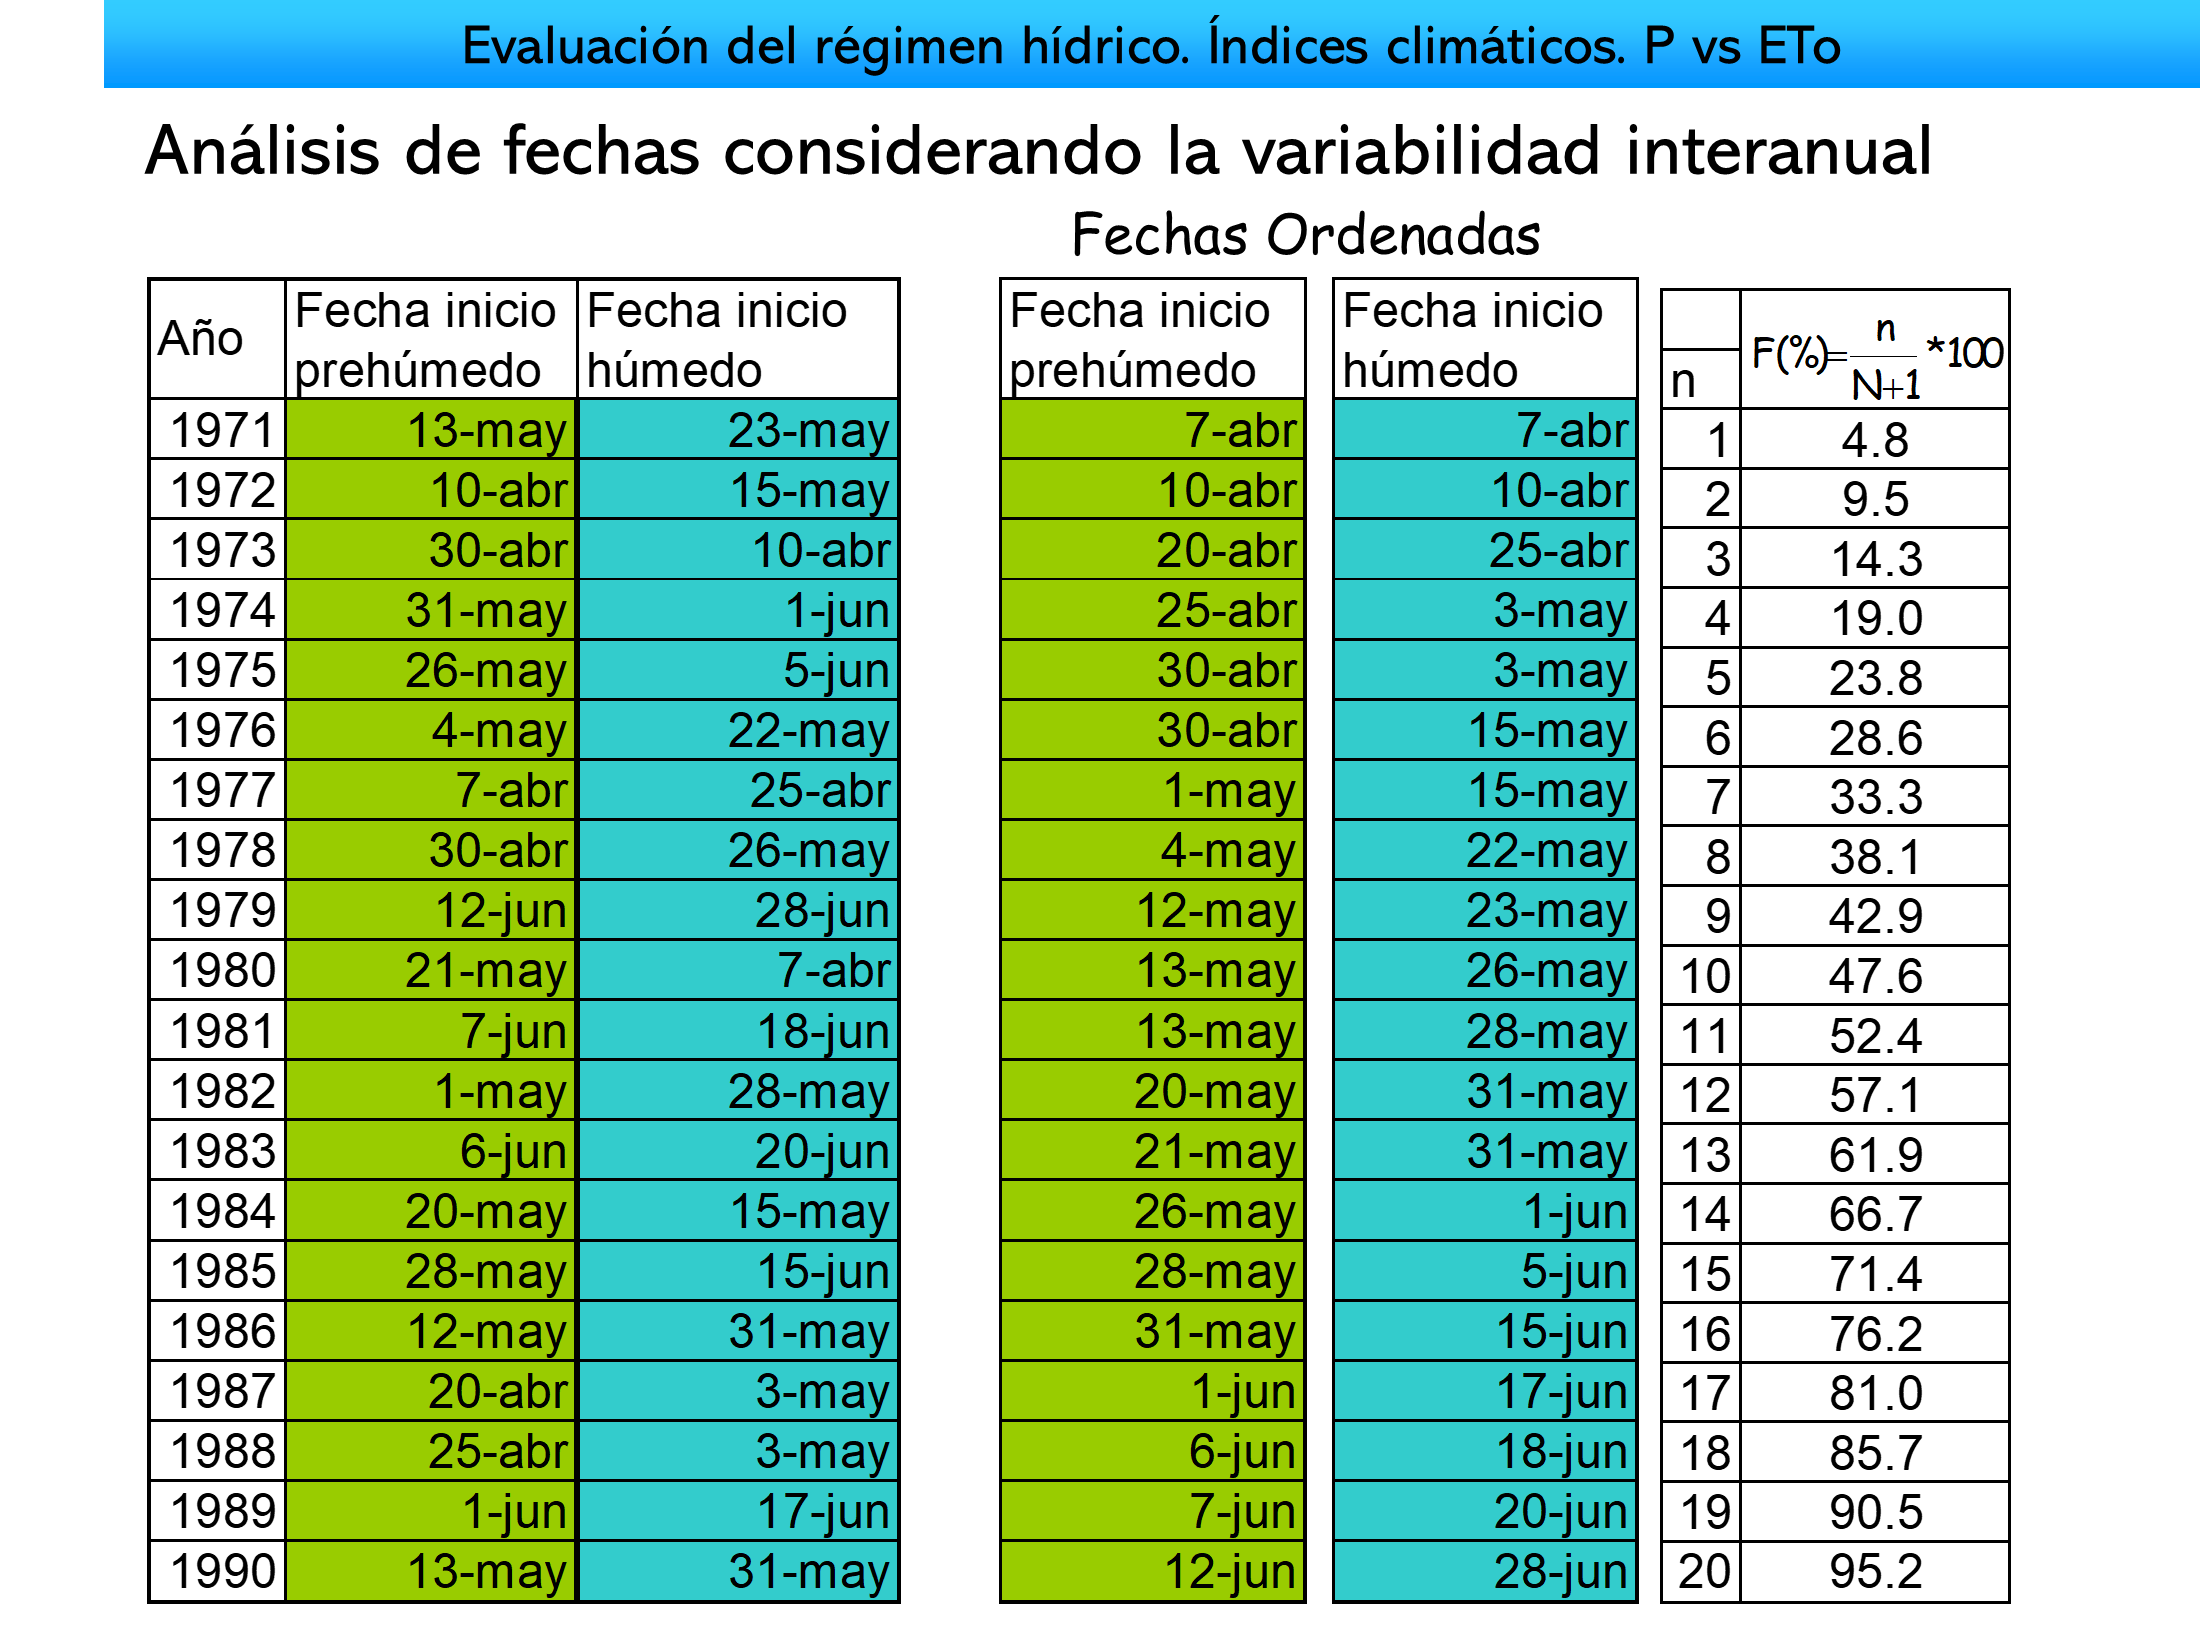 Evaluación del régimen hídrico. Índices climáticos. P vs ETo
Análisis de fechas considerando la variabilidad interanual
Fechas Ordenadas
Año Fecha inicio prehúmedo Fecha inicio húmedo
1971 13-may 23-may
1972 10-abr 15-may
1973 30-abr 10-abr
1974 31-may 1-jun
1975 26-may 5-jun
1976 4-may 22-may
1977 7-abr 25-abr
1978 30-abr 26-may
1979 12-jun 28-jun
1980 21-may 7-abr
1981 7-jun 18-jun
1982 1-may 28-may
1983 6-jun 20-jun
1984 20-may 15-may
1985 28-may 15-jun
1986 12-may 31-may
1987 20-abr 3-may
1988 25-abr 3-may
1989 1-jun 17-jun
1990 13-may 31-may
Fecha inicio prehúmedo
7-abr
10-abr
20-abr
25-abr
30-abr
30-abr
1-may
4-may
12-may
13-may
13-may
20-may
21-may
26-may
28-may
31-may
1-jun
6-jun
7-jun
12-jun
Fecha inicio húmedo
7-abr
10-abr
25-abr
3-may
3-may
15-may
15-may
22-may
23-may
26-may
28-may
31-may
31-may
1-jun
5-jun
15-jun
17-jun
18-jun
20-jun
28-jun
n F(%)=n/N+1 *100
1 4.8
2 9.5
3 14.3
4 19.0
5 23.8
6 28.6
7 33.3
8 38.1
9 42.9
10 47.6
11 52.4
12 57.1
13 61.9
14 66.7
15 71.4
16 76.2
17 81.0
18 85.7
19 90.5
20 95.2